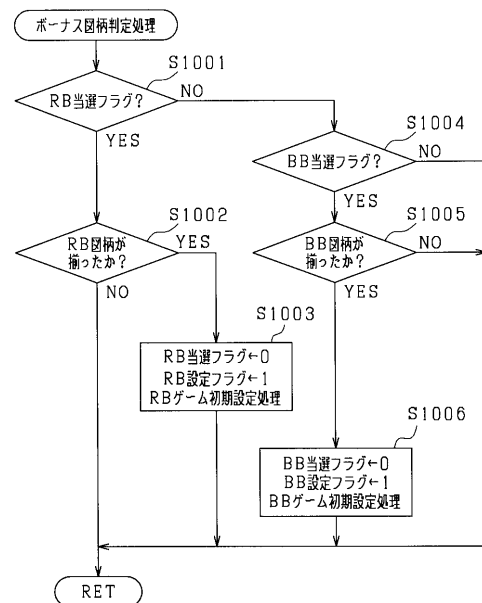 ボーナス図柄判定処理
S1001
RB当選フラグ?
NO
YES
S1004
BB当選フラグ?
NO
YES
S1002
RB図柄が
揃ったか?
YES
NO
S1005
BB図柄が
揃ったか?
NO
YES
S1003
RB当選フラグ←0
RB設定フラグ←1
RBゲーム初期設定処理
S1006
BB当選フラグ←0
BB設定フラグ←1
BBゲーム初期設定処理
RET